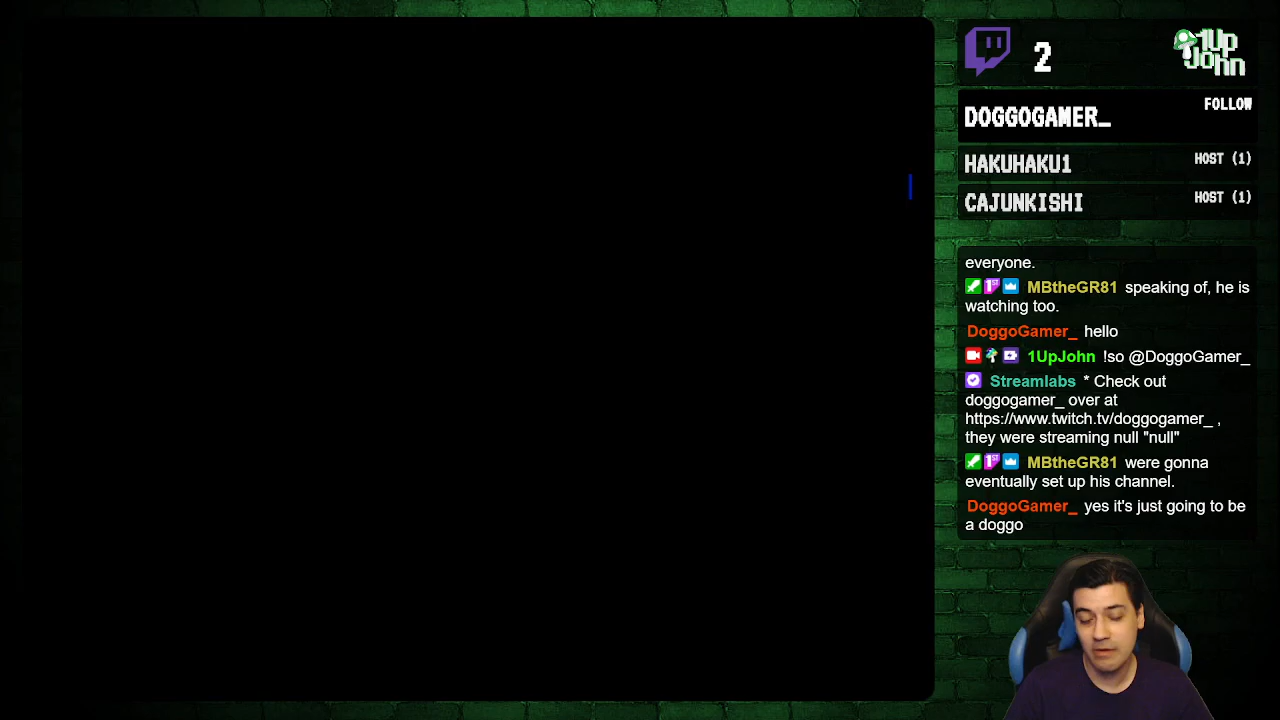 2
1Up
John
DOGGOGAMER_
FOLLOW
HAKUHAKU1
HOST (1)
CAJUNKISHI
HOST (1)
everyone.
MBtheGR81 speaking of, he is
watching too.
DoggoGamer_ hello
1UpJohn !so @DoggoGamer_
Streamlabs * Check out
doggogamer_ over at
https://www.twitch.tv/doggogamer_ ,
they were streaming null "null"
MBtheGR81 were gonna
eventually set up his channel.
DoggoGamer_ yes it's just going to be
a doggo